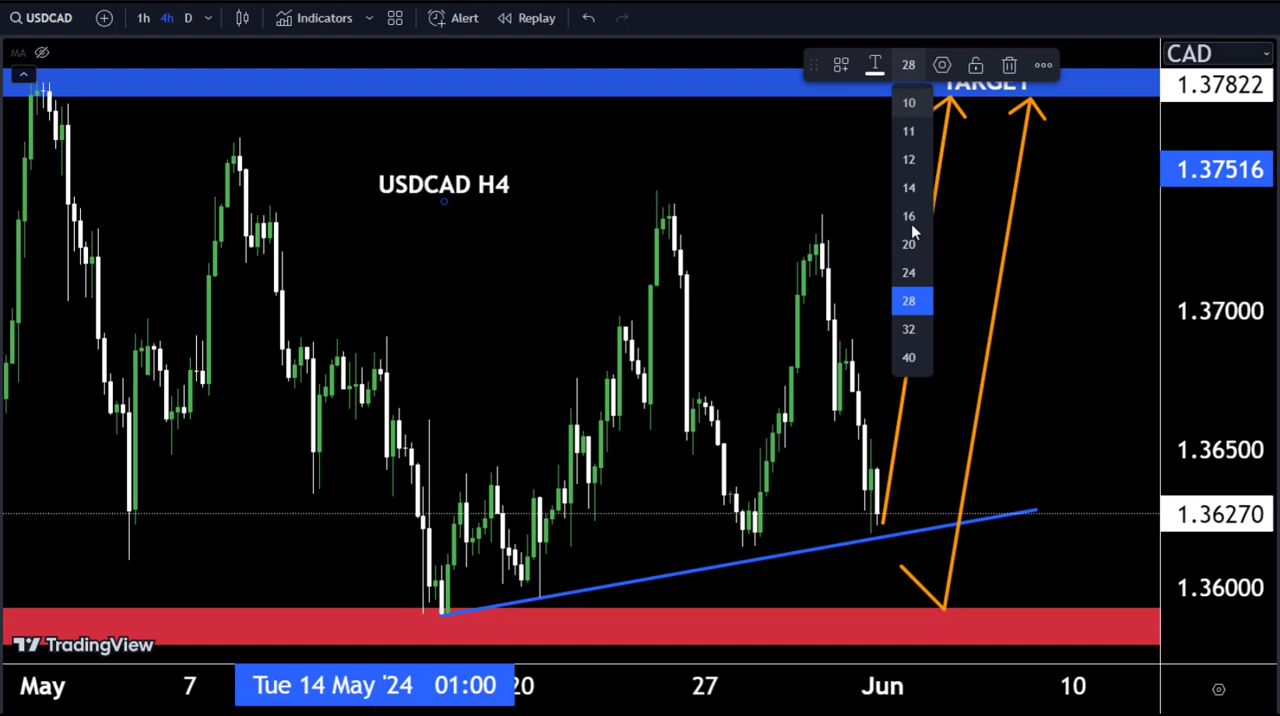 USDCAD 1h 4h D Indicators Alert Replay
MA
T 28
CAD
TARGET
1.37822
10
11
12
14
16
20
24
28
32
40
USDCAD H4
1.37516
1.37000
1.36500
1.36270
1.36000
TradingView
May 7 Tue 14 May '24 01:00 20 27 Jun 10